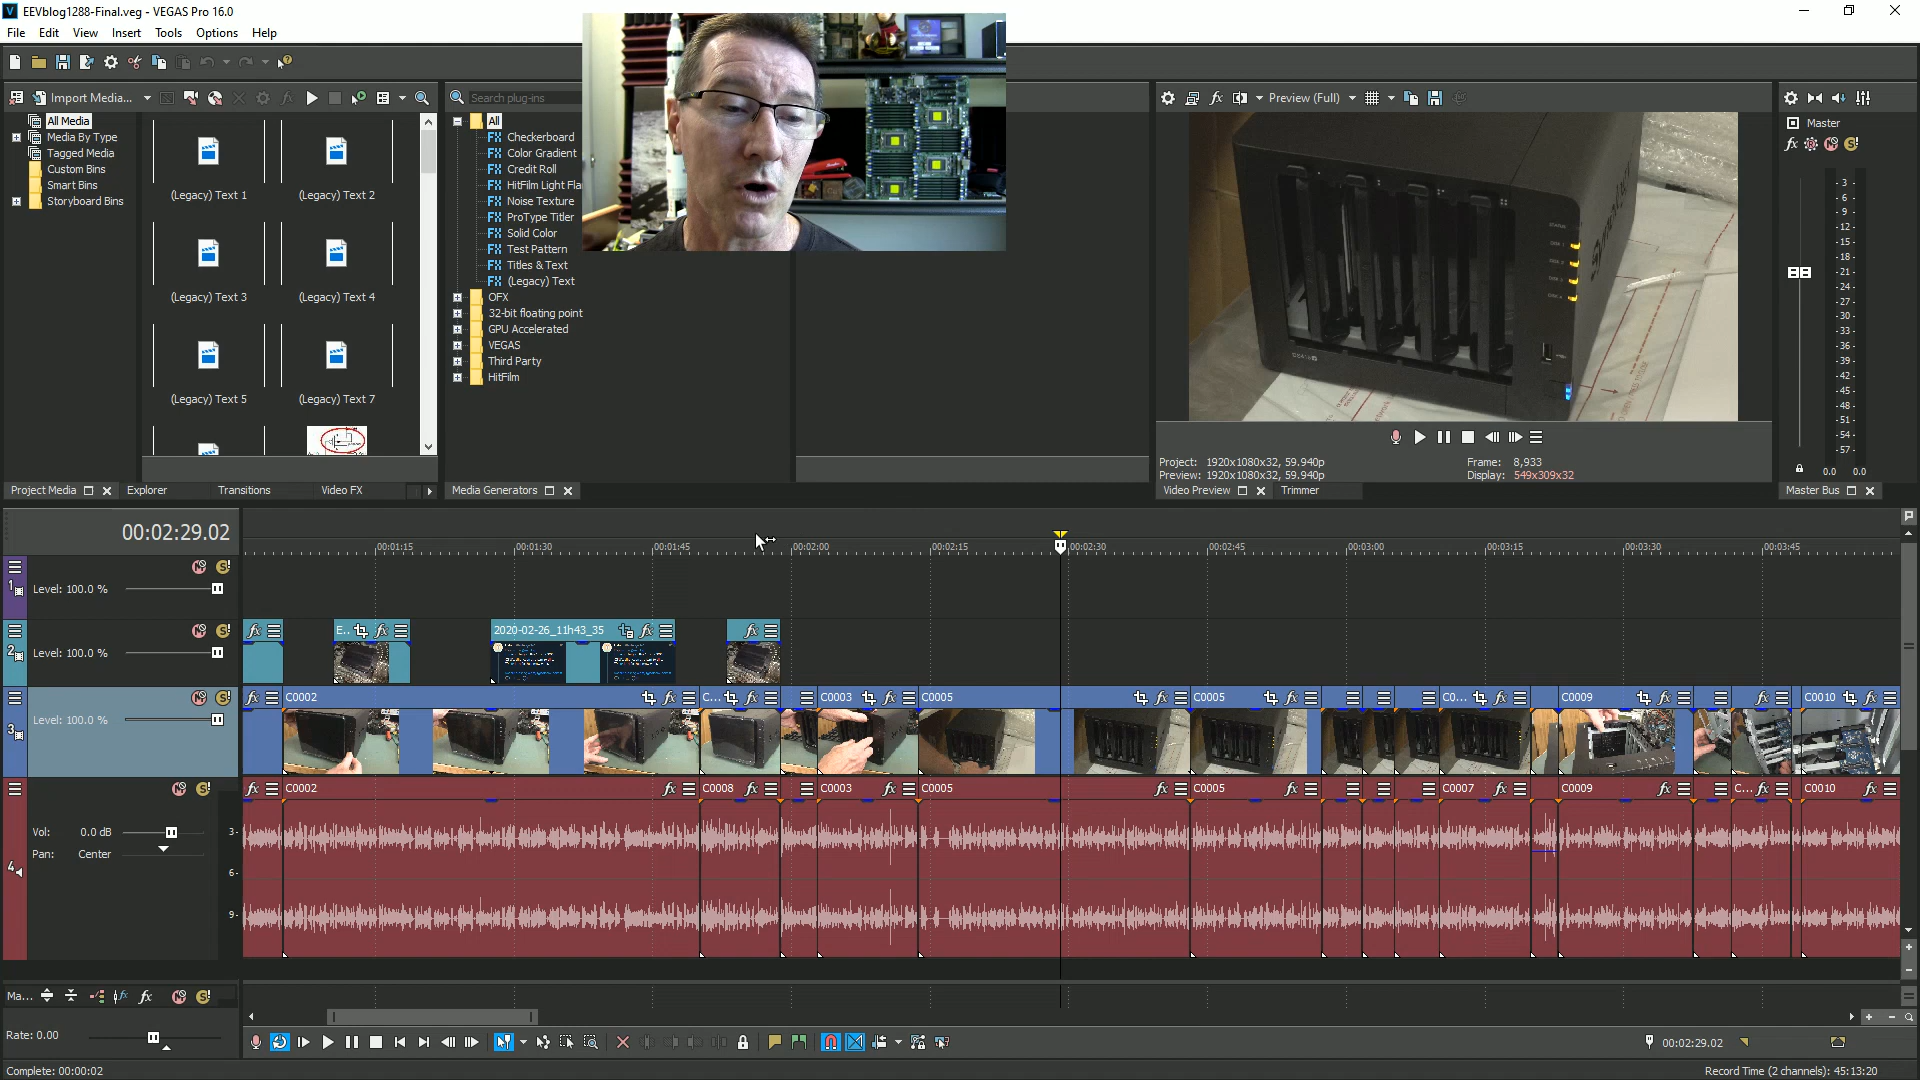 EEVblog1288-Final.veg - VEGAS Pro 16.0
File Edit View Insert Tools Options Help
Import Media...
Search plug-ins
Preview (Full)
All Media
Media By Type
Tagged Media
Custom Bins
Smart Bins
Storyboard Bins
(Legacy) Text 1
(Legacy) Text 2
(Legacy) Text 3
(Legacy) Text 4
(Legacy) Text 5
(Legacy) Text 7
All
Checkerboard
Color Gradient
Credit Roll
HitFilm Light Fla
Noise Texture
ProType Titler
Solid Color
Test Pattern
Titles & Text
(Legacy) Text
OFX
32-bit floating point
GPU Accelerated
VEGAS
Third Party
HitFilm
Synology
Master
-3-
-6-
-9-
-12-
-15-
-18-
-21-
-24-
-27-
-30-
-33-
-36-
-39-
-42-
-45-
-48-
-51-
-54-
-57-
0.0 0.0
Project: 1920x1080x32, 59.940p
Preview: 1920x1080x32, 59.940p
Frame: 8,933
Display: 549x309x32
Project Media
Explorer
Transitions
Video FX
Media Generators
Video Preview
Trimmer
Master Bus
00:02:29.02
00:01:15 00:01:30 00:01:45 00:02:00 00:02:15 00:02:30 00:02:45 00:03:00 00:03:15 00:03:30 00:03:45
1
Level: 100.0 %
2
Level: 100.0 %
E..
2020-02-26_11h43_35
3
Level: 100.0 %
C0002 C... C0003 C0005 C0005 C0... C0009 C0010
4
C0002 C0008 C0003 C0005 C0005 C0007 C0009 C... C0010
Vol: 0.0 dB
Pan: Center
3-
6-
9-
Ma...
Rate: 0.00
00:02:29.02
Complete: 00:00:02
Record Time (2 channels): 45:13:20